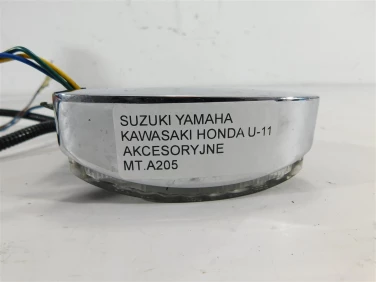 SUZUKI YAMAHA
KAWASAKI HONDA U-11
AKCESORYJNE
MT.A205